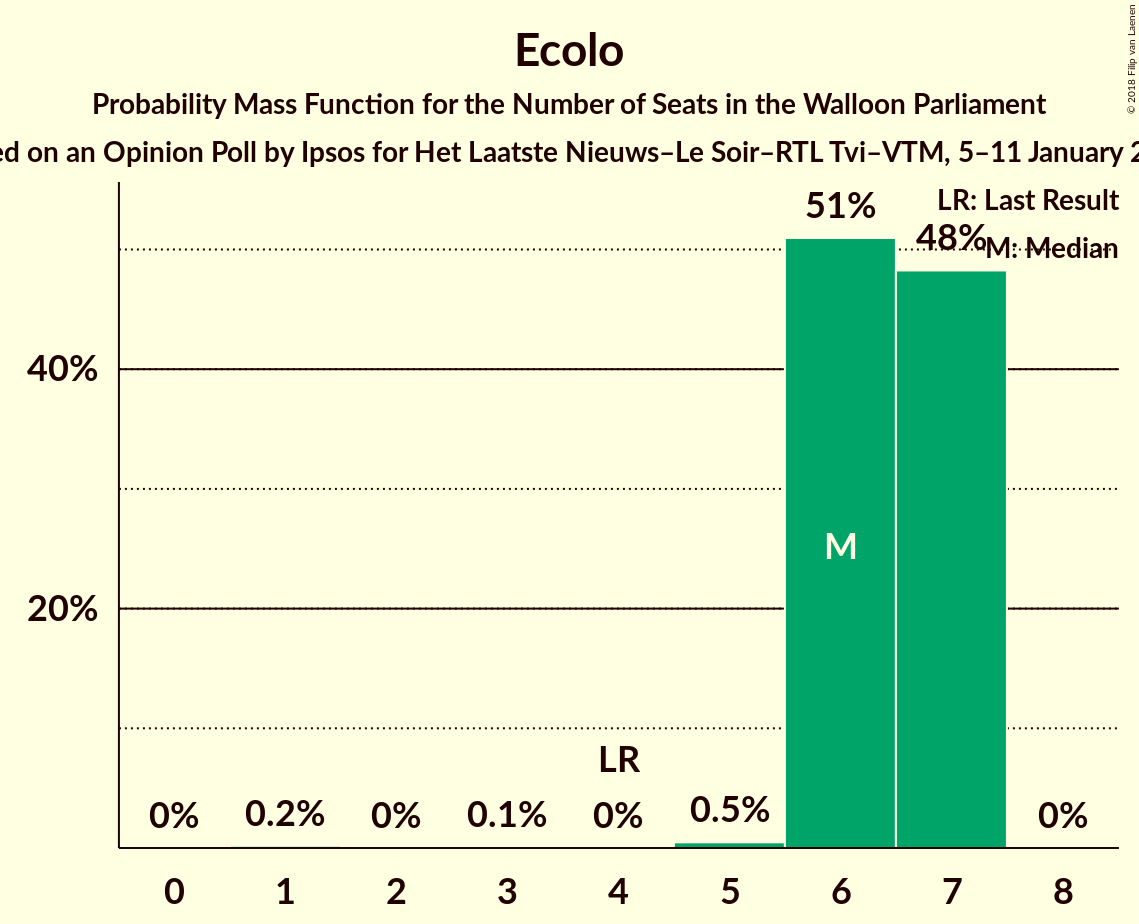 Ecolo
Probability Mass Function for the Number of Seats in the Walloon Parliament
on an Opinion Poll by Ipsos for Het Laatste Nieuws–Le Soir–RTL Tvi–VTM, 5–11 January
© 2018 Filip van Laenen
LR: Last Result
M: Median
51%
48%
40%
20%
M
LR
0%
0.2%
0%
0.1%
0%
0.5%
0%
0 1 2 3 4 5 6 7 8